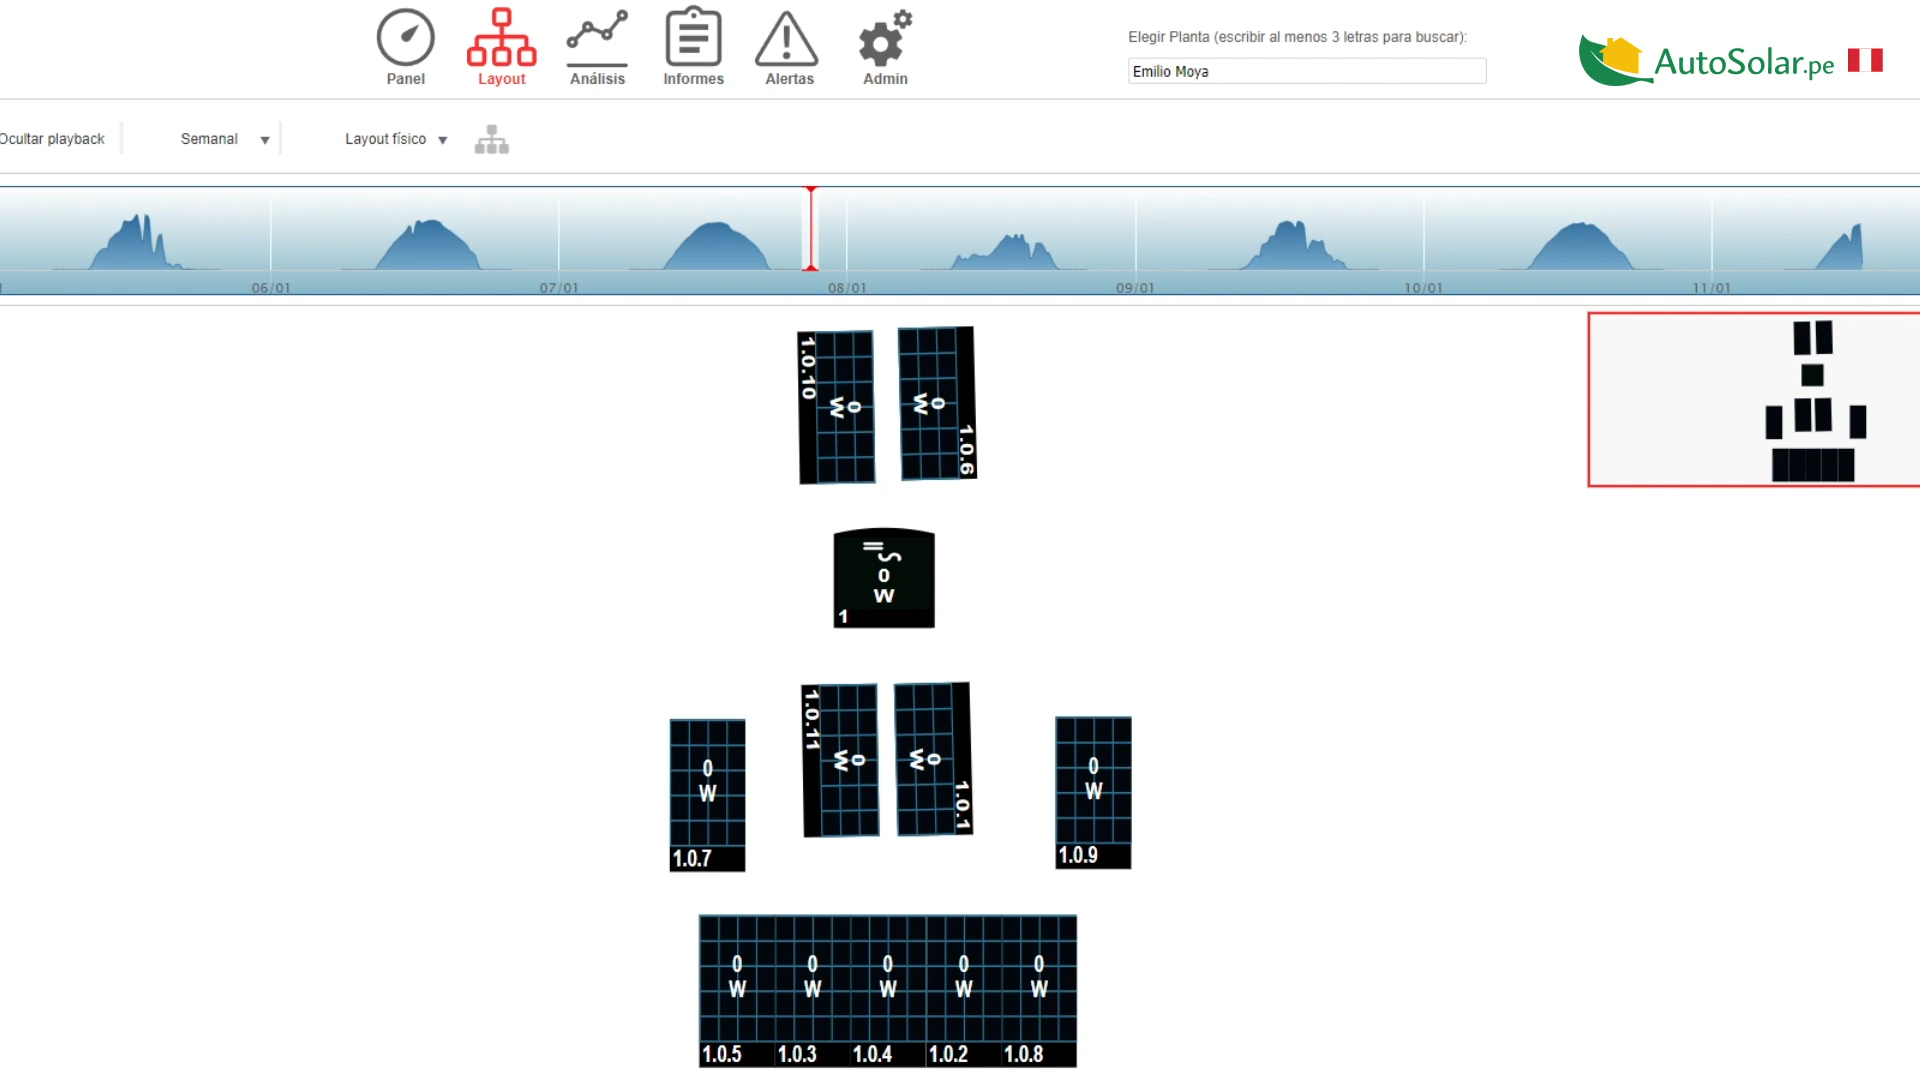 Panel
Layout
Análisis
Informes
Alertas
Admin
Elegir Planta (escribir al menos 3 letras para buscar):
Emilio Moya
AutoSolar.pe
Ocultar playback
Semanal
Layout físico
06/01
07/01
08/01
09/01
10/01
11/01
1.0.10
0
W
0
W
1.0.6
0
W
1
1.0.11
0
W
0
W
1.0.1
0
W
1.0.7
0
W
1.0.9
0 0 0 0 0
W W W W W
1.0.5 1.0.3 1.0.4 1.0.2 1.0.8